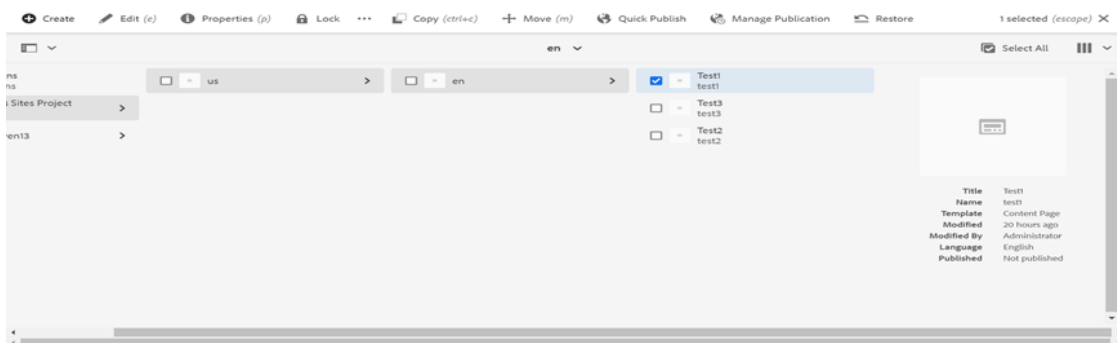 Create Edit (e) Properties (p) Lock ••• Copy (ctrl+c) Move (m) Quick Publish Manage Publication Restore 1 selected (escape)
en Select All
ns
ns
s Sites Project
ven13
us
en
Test1
test1
Test3
test3
Test2
test2
Title Test1
Name test1
Template Content Page
Modified 20 hours ago
Modified By Administrator
Language English
Published Not published